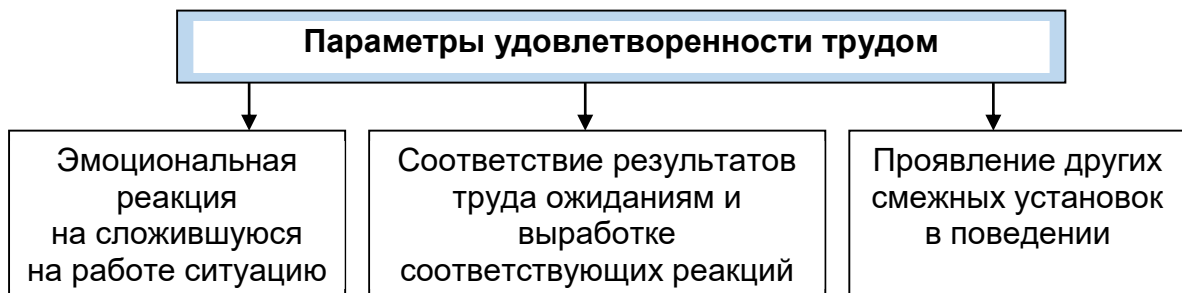 Параметры удовлетворенности трудом
Эмоциональная
реакция
на сложившуюся
на работе ситуацию
Соответствие результатов
труда ожиданиям и
выработке
соответствующих реакций
Проявление других
смежных установок
в поведении